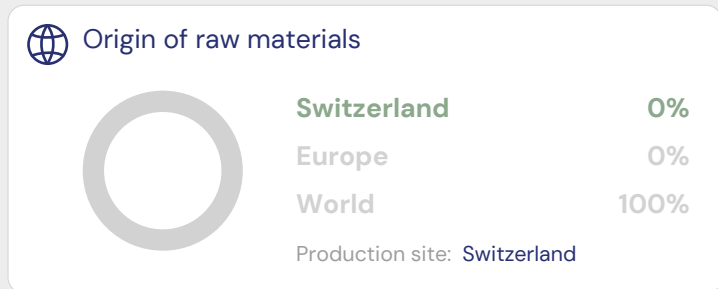 Origin of raw materials
Switzerland 0%
Europe 0%
World 100%
Production site: Switzerland